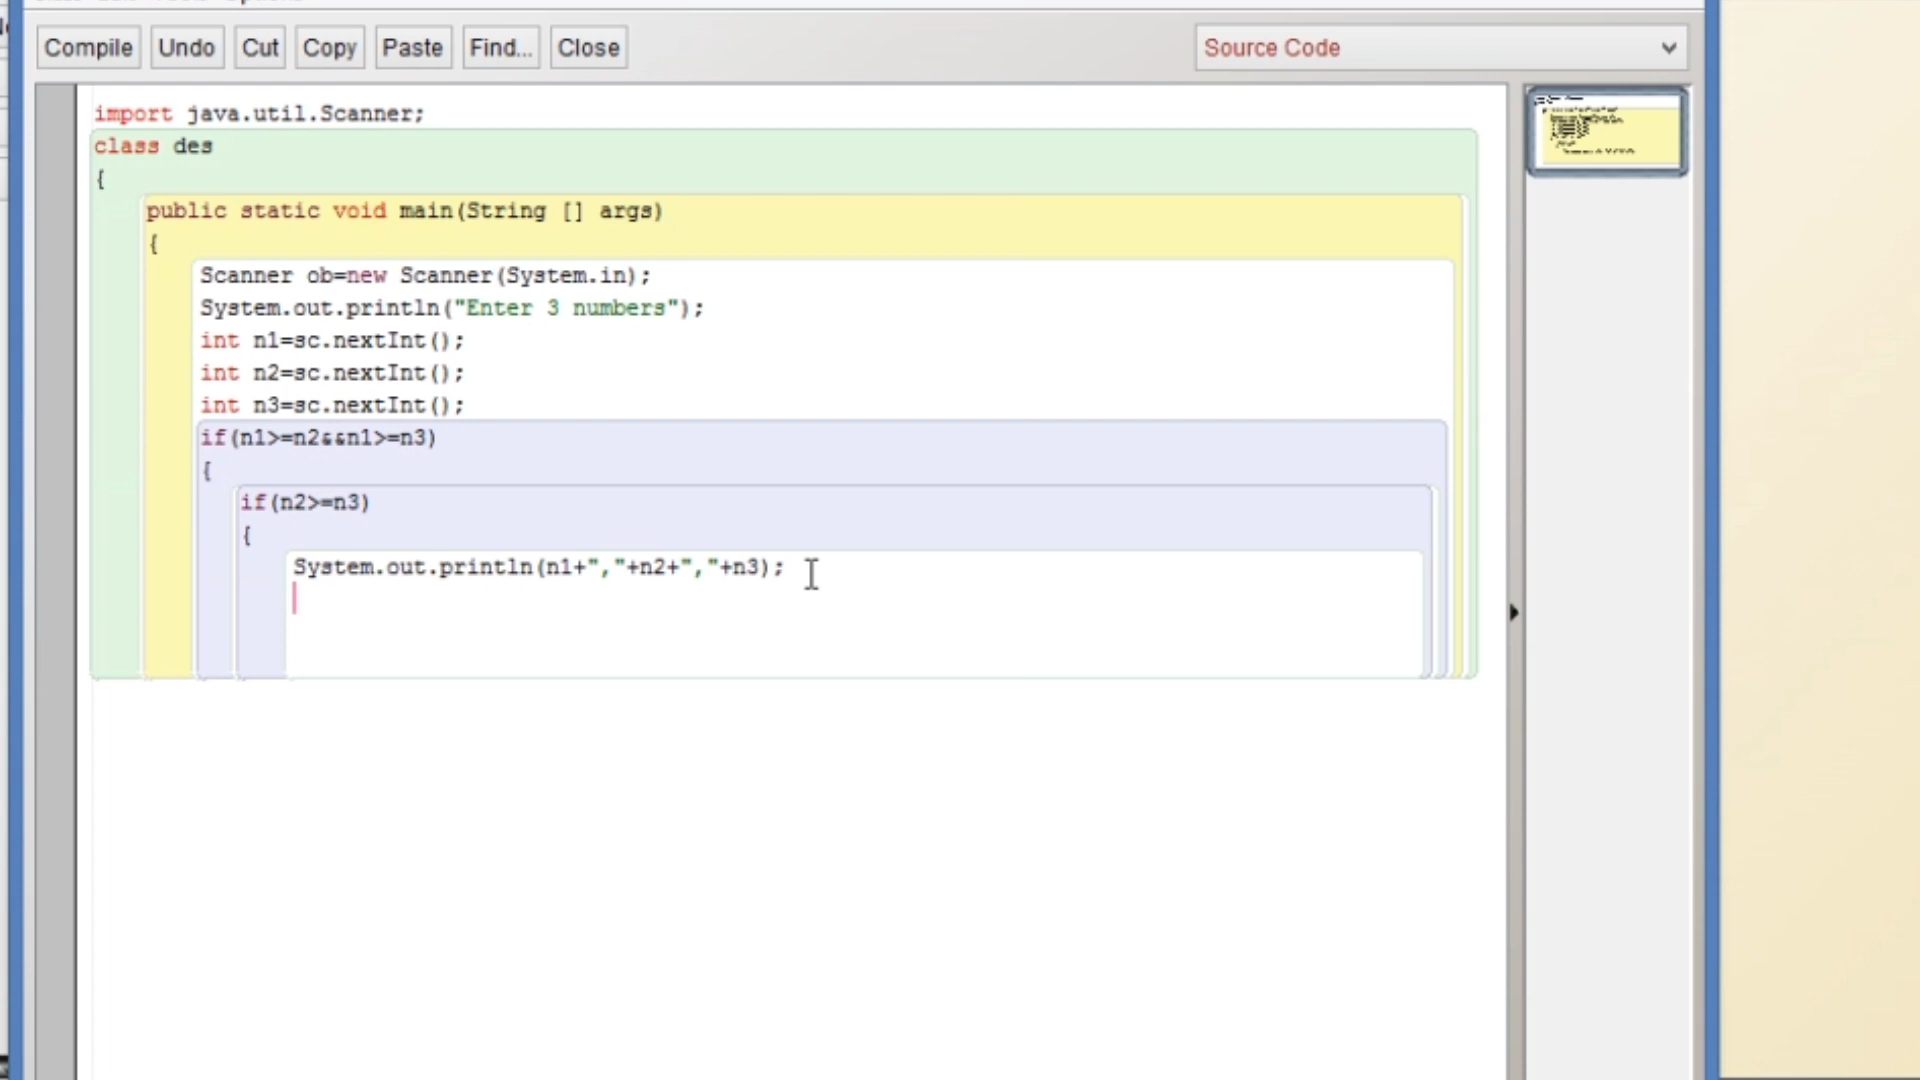 Compile Undo Cut Copy Paste Find... Close Source Code
import java.util.Scanner;
class des
{
public static void main(String [] args)
{
Scanner ob=new Scanner(System.in);
System.out.println("Enter 3 numbers");
int n1=sc.nextInt();
int n2=sc.nextInt();
int n3=sc.nextInt();
if(n1>=n2&&n1>=n3)
{
if(n2>=n3)
{
System.out.println(n1+","+n2+","+n3);